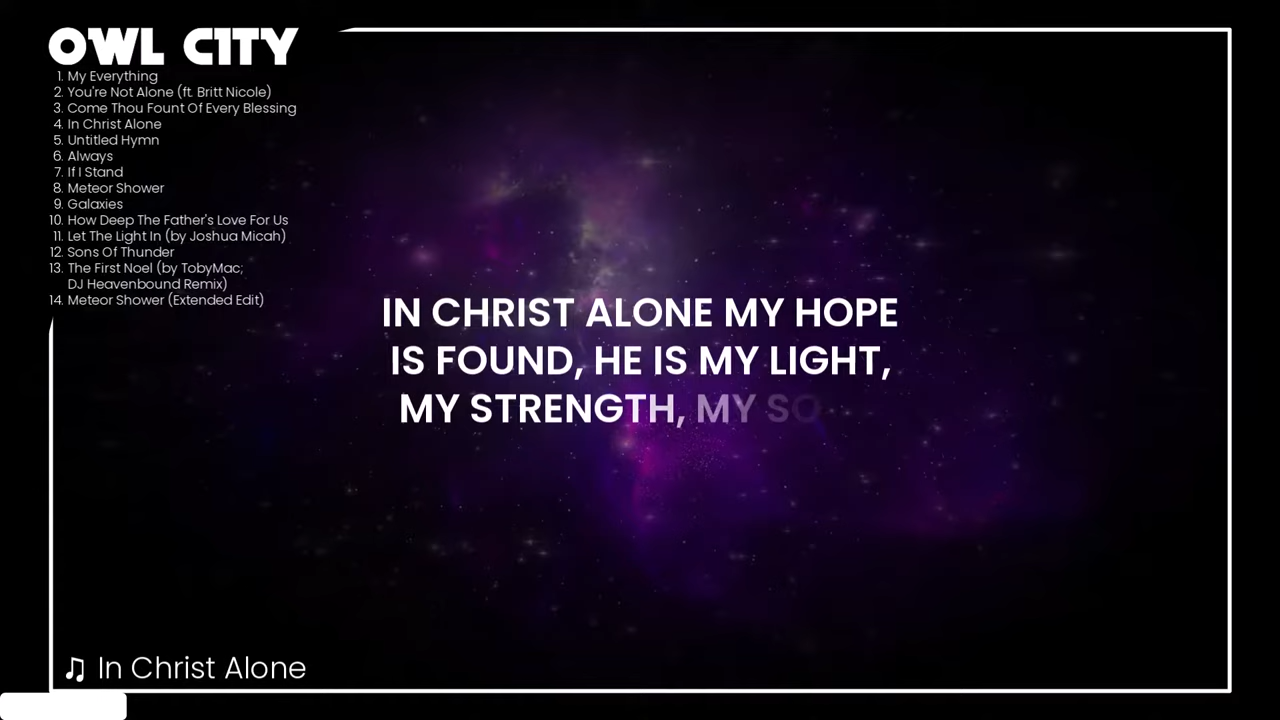 OWL CITY
1. My Everything
2. You're Not Alone (ft. Britt Nicole)
3. Come Thou Fount Of Every Blessing
4. In Christ Alone
5. Untitled Hymn
6. Always
7. If I Stand
8. Meteor Shower
9. Galaxies
10. How Deep The Father's Love For Us
11. Let The Light In (by Joshua Micah)
12. Sons Of Thunder
13. The First Noel (by TobyMac;
DJ Heavenbound Remix)
14. Meteor Shower (Extended Edit)
IN CHRIST ALONE MY HOPE
IS FOUND, HE IS MY LIGHT,
MY STRENGTH, MY SO
♫ In Christ Alone